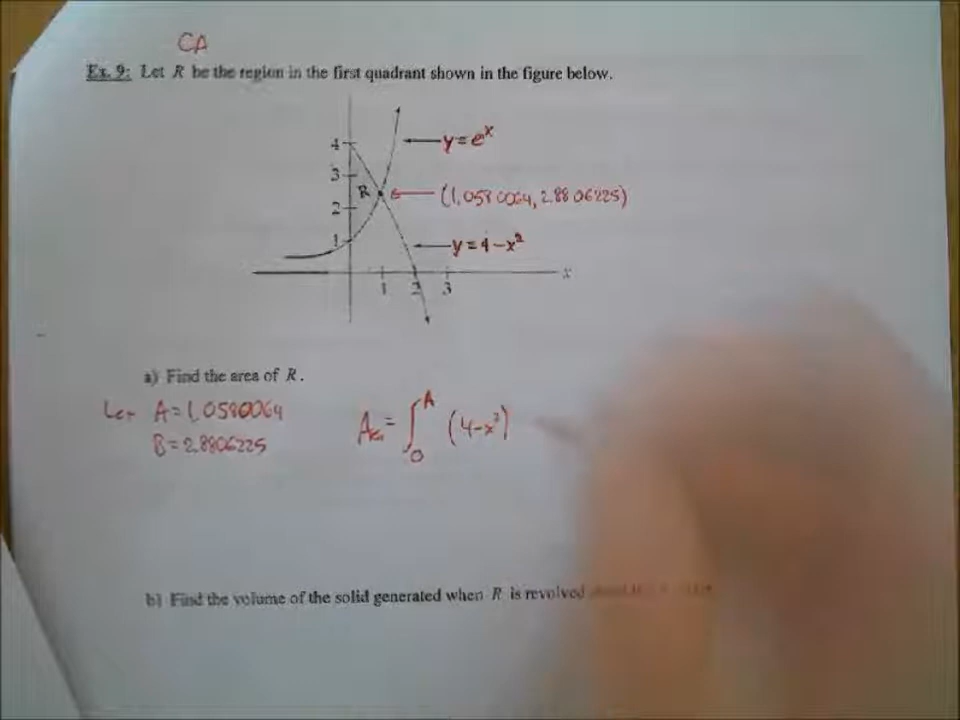 CA
Ex. 9: Let R be the region in the first quadrant shown in the figure below.
4
y=eˣ
3
R
(1.0580064, 2.8806225)
2
1
y=4-x²
x
1 2 3
a) Find the area of R.
Let A=1.0580064
B=2.8806225
A_R = ∫₀ᴬ (4-x²)
b) Find the volume of the solid generated when R is revolved